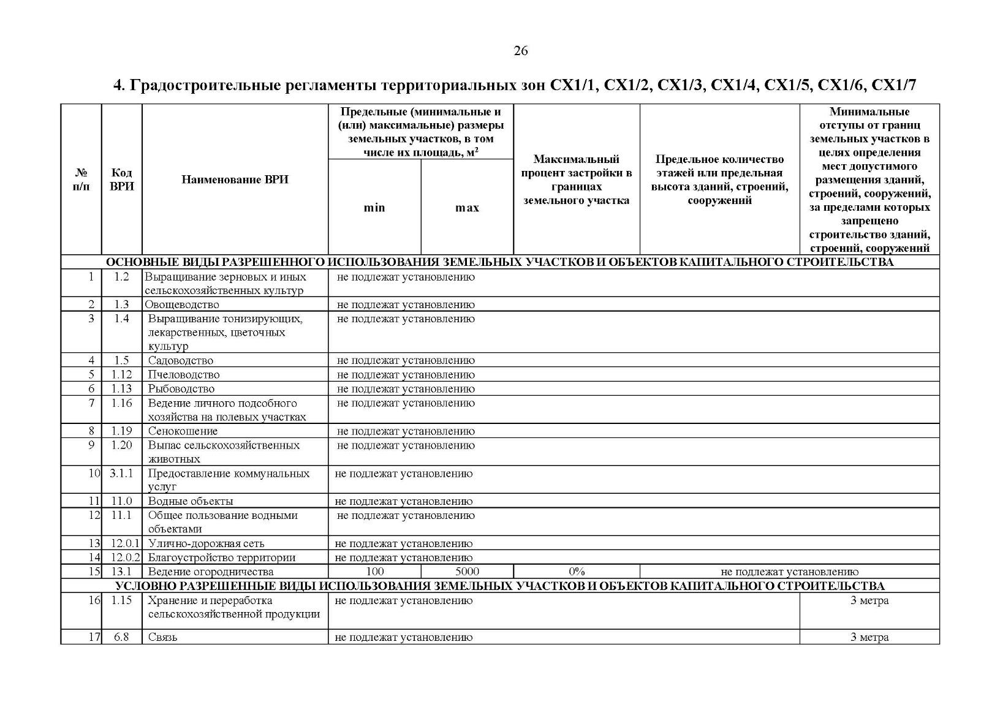 26
4. Градостроительные регламенты территориальных зон СХ1/1, СХ1/2, СХ1/3, СХ1/4, СХ1/5, СХ1/6, СХ1/7
№
п/п
Код
ВРИ
Наименование ВРИ
Предельные (минимальные и
(или) максимальные) размеры
земельных участков, в том
числе их площадь, м²
min
max
Максимальный
процент застройки в
границах
земельного участка
Предельное количество
этажей или предельная
высота зданий, строений,
сооружений
Минимальные
отступы от границ
земельных участков в
целях определения
мест допустимого
размещения зданий,
строений, сооружений,
за пределами которых
запрещено
строительство зданий,
строений, сооружений
ОСНОВНЫЕ ВИДЫ РАЗРЕШЕННОГО ИСПОЛЬЗОВАНИЯ ЗЕМЕЛЬНЫХ УЧАСТКОВ И ОБЪЕКТОВ КАПИТАЛЬНОГО СТРОИТЕЛЬСТВА
1 1.2 Выращивание зерновых и иных не подлежат установлению
сельскохозяйственных культур
2 1.3 Овощеводство не подлежат установлению
3 1.4 Выращивание тонизирующих, не подлежат установлению
лекарственных, цветочных
культур
4 1.5 Садоводство не подлежат установлению
5 1.12 Пчеловодство не подлежат установлению
6 1.13 Рыбоводство не подлежат установлению
7 1.16 Ведение личного подсобного не подлежат установлению
хозяйства на полевых участках
8 1.19 Сенокошение не подлежат установлению
9 1.20 Выпас сельскохозяйственных не подлежат установлению
животных
10 3.1.1 Предоставление коммунальных не подлежат установлению
услуг
11 11.0 Водные объекты не подлежат установлению
12 11.1 Общее пользование водными не подлежат установлению
объектами
13 12.0.1 Улично-дорожная сеть не подлежат установлению
14 12.0.2 Благоустройство территории не подлежат установлению
15 13.1 Ведение огородничества 100 5000 0% не подлежат установлению
УСЛОВНО РАЗРЕШЕННЫЕ ВИДЫ ИСПОЛЬЗОВАНИЯ ЗЕМЕЛЬНЫХ УЧАСТКОВ И ОБЪЕКТОВ КАПИТАЛЬНОГО СТРОИТЕЛЬСТВА
16 1.15 Хранение и переработка не подлежат установлению 3 метра
сельскохозяйственной продукции
17 6.8 Связь не подлежат установлению 3 метра